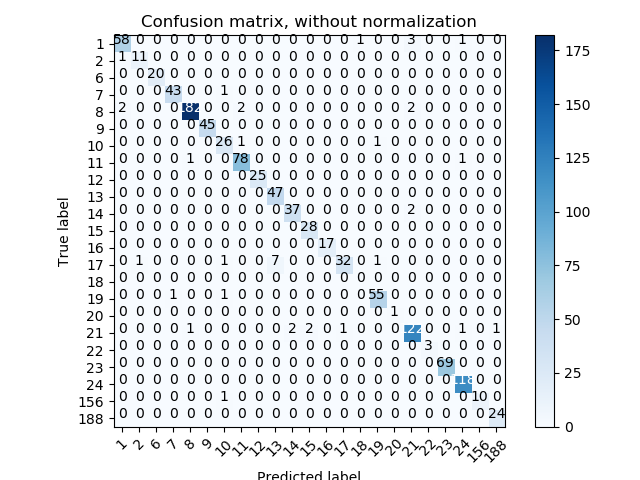 Confusion matrix, without normalization
True label
1 58 0 0 0 0 0 0 0 0 0 0 0 0 0 1 0 0 3 0 0 1 0 0
2 1 11 0 0 0 0 0 0 0 0 0 0 0 0 0 0 0 0 0 0 0 0 0
6 0 0 20 0 0 0 0 0 0 0 0 0 0 0 0 0 0 0 0 0 0 0 0
7 0 0 0 43 0 0 1 0 0 0 0 0 0 0 0 0 0 0 0 0 0 0 0
8 2 0 0 0 182 0 0 2 0 0 0 0 0 0 0 0 0 2 0 0 0 0 0
9 0 0 0 0 0 45 0 0 0 0 0 0 0 0 0 0 0 0 0 0 0 0 0
10 0 0 0 0 0 0 26 1 0 0 0 0 0 0 0 1 0 0 0 0 0 0 0
11 0 0 0 0 1 0 0 78 0 0 0 0 0 0 0 0 0 0 0 0 1 0 0
12 0 0 0 0 0 0 0 0 25 0 0 0 0 0 0 0 0 0 0 0 0 0 0
13 0 0 0 0 0 0 0 0 0 47 0 0 0 0 0 0 0 0 0 0 0 0 0
14 0 0 0 0 0 0 0 0 0 0 37 0 0 0 0 0 0 2 0 0 0 0 0
15 0 0 0 0 0 0 0 0 0 0 0 28 0 0 0 0 0 0 0 0 0 0 0
16 0 0 0 0 0 0 0 0 0 0 0 0 17 0 0 0 0 0 0 0 0 0 0
17 0 1 0 0 0 0 1 0 0 7 0 0 0 32 0 1 0 0 0 0 0 0 0
18 0 0 0 0 0 0 0 0 0 0 0 0 0 0 0 0 0 0 0 0 0 0 0
19 0 0 0 1 0 0 1 0 0 0 0 0 0 0 0 55 0 0 0 0 0 0 0
20 0 0 0 0 0 0 0 0 0 0 0 0 0 0 0 0 1 0 0 0 0 0 0
21 0 0 0 0 1 0 0 0 0 0 2 2 0 1 0 0 0 122 0 0 1 0 1
22 0 0 0 0 0 0 0 0 0 0 0 0 0 0 0 0 0 0 3 0 0 0 0
23 0 0 0 0 0 0 0 0 0 0 0 0 0 0 0 0 0 0 0 69 0 0 0
24 0 0 0 0 0 0 0 0 0 0 0 0 0 0 0 0 0 0 0 0 118 0 0
156 0 0 0 0 0 0 1 0 0 0 0 0 0 0 0 0 0 0 0 0 0 10 0
188 0 0 0 0 0 0 0 0 0 0 0 0 0 0 0 0 0 0 0 0 0 0 24
1 2 6 7 8 9 10 11 12 13 14 15 16 17 18 19 20 21 22 23 24 156 188
Predicted label
175
150
125
100
75
50
25
0